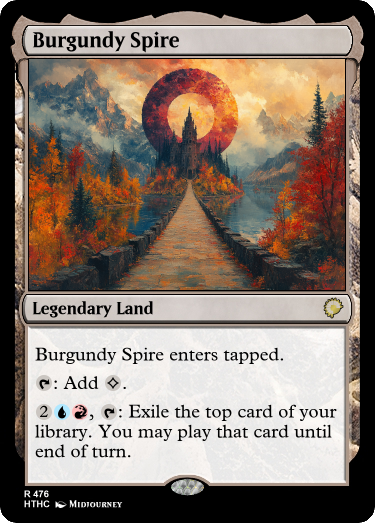 Burgundy Spire
Legendary Land
Burgundy Spire enters tapped.
: Add .
2, : Exile the top card of your
library. You may play that card until
end of turn.
R 476
HTHC Midjourney